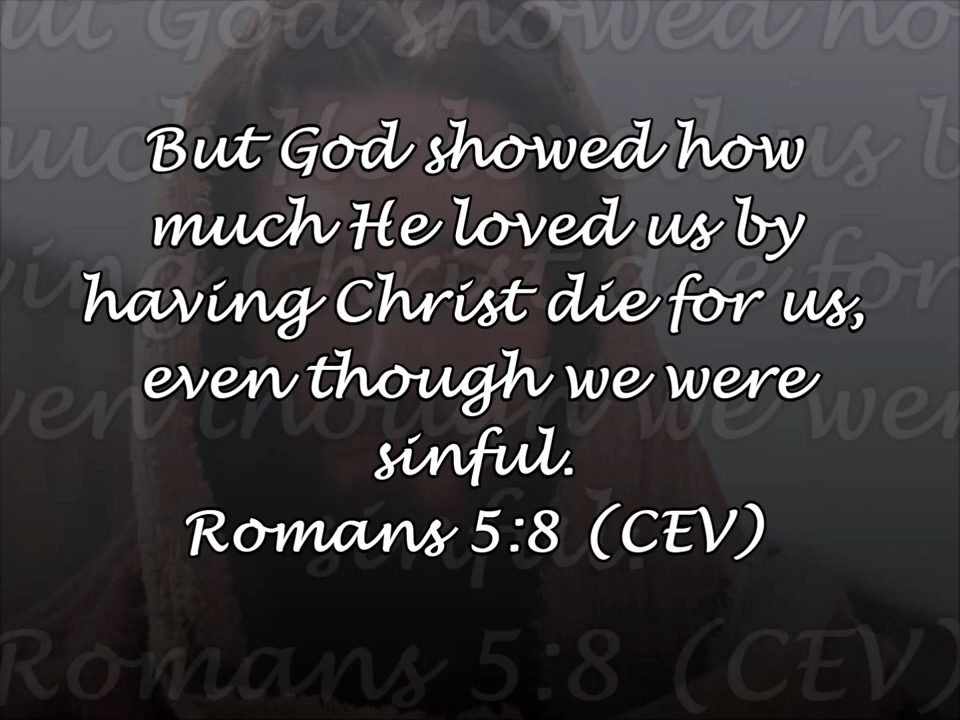 But God showed how
much He loved us by
having Christ die for us,
even though we were
sinful.
Romans 5:8 (CEV)